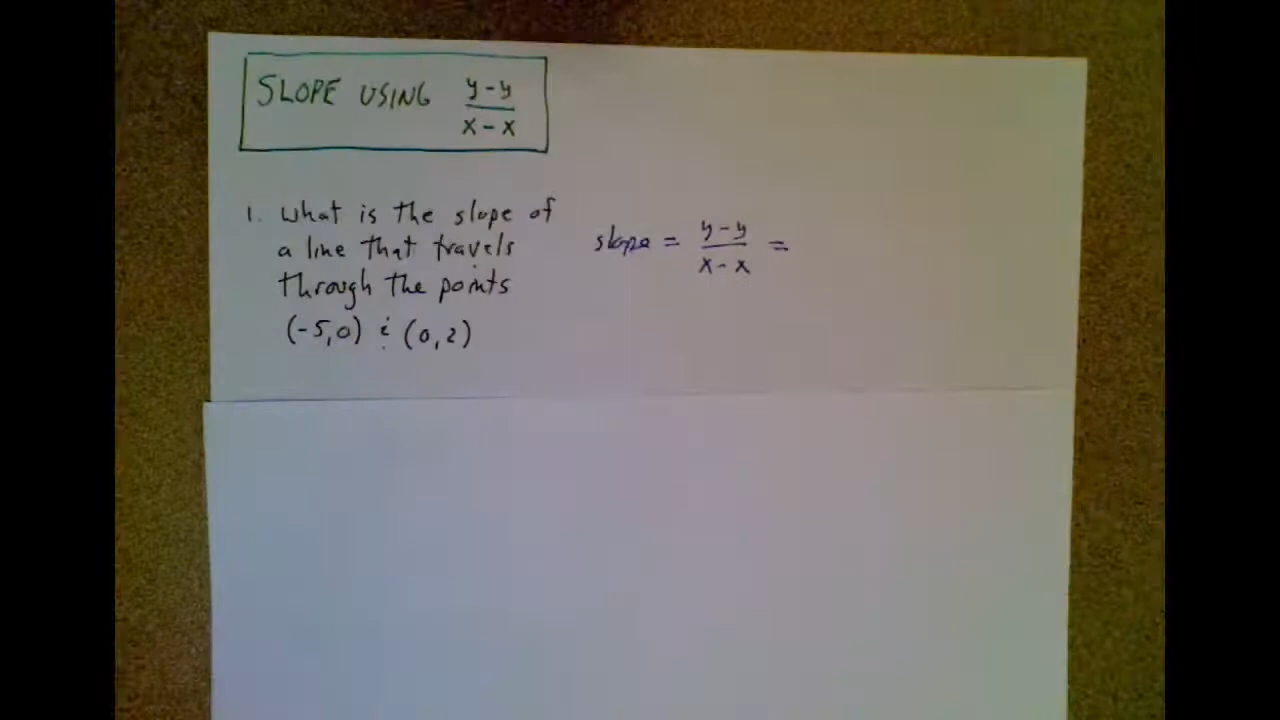 SLOPE USING y-y / x-x
1. What is the slope of
a line that travels
through the points
(-5,0) & (0,2)
slope = y-y / x-x =